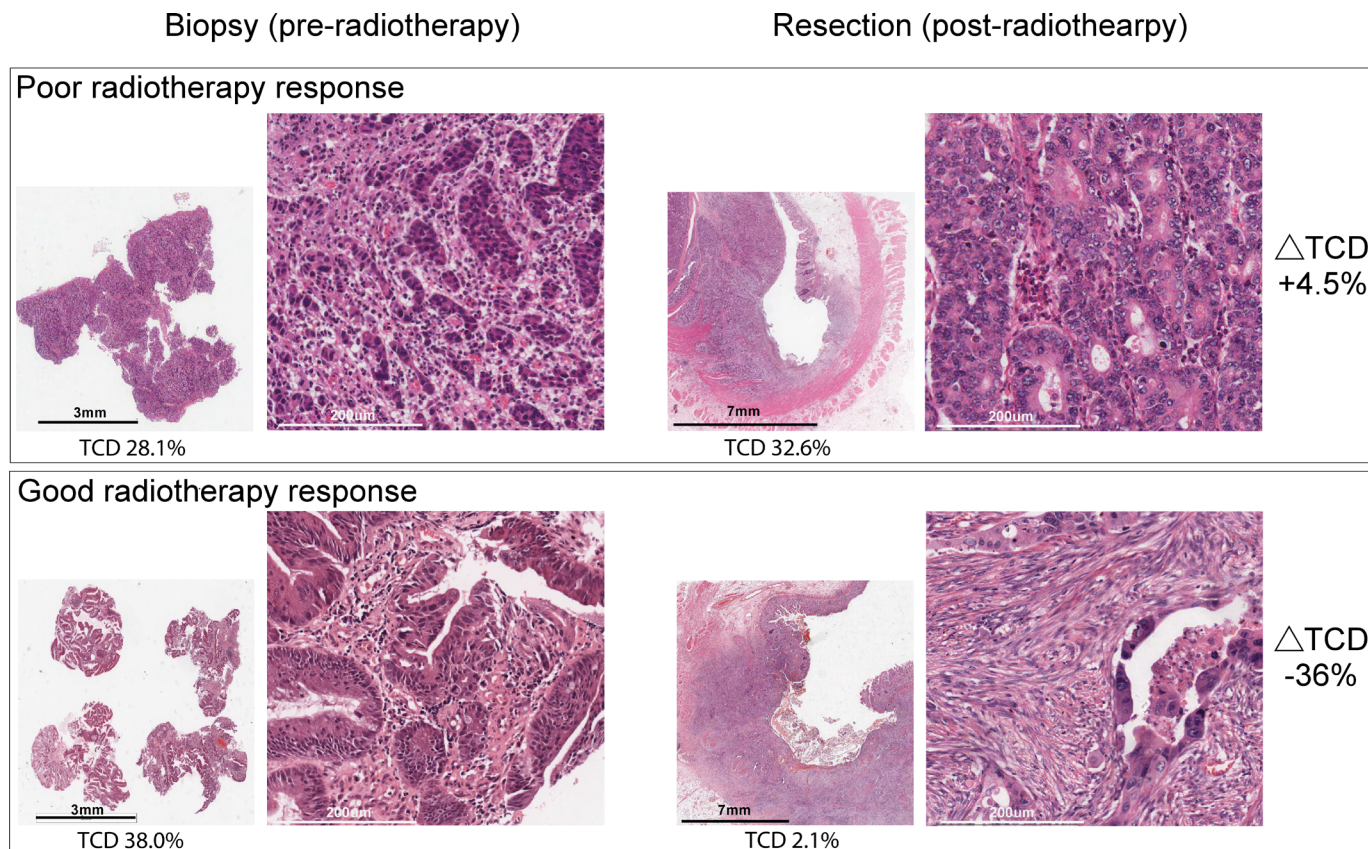 Biopsy (pre-radiotherapy)
Resection (post-radiothearpy)
Poor radiotherapy response
3mm
200um
7mm
200um
TCD 28.1%
TCD 32.6%
△TCD
+4.5%
Good radiotherapy response
3mm
200um
7mm
200um
TCD 38.0%
TCD 2.1%
△TCD
-36%